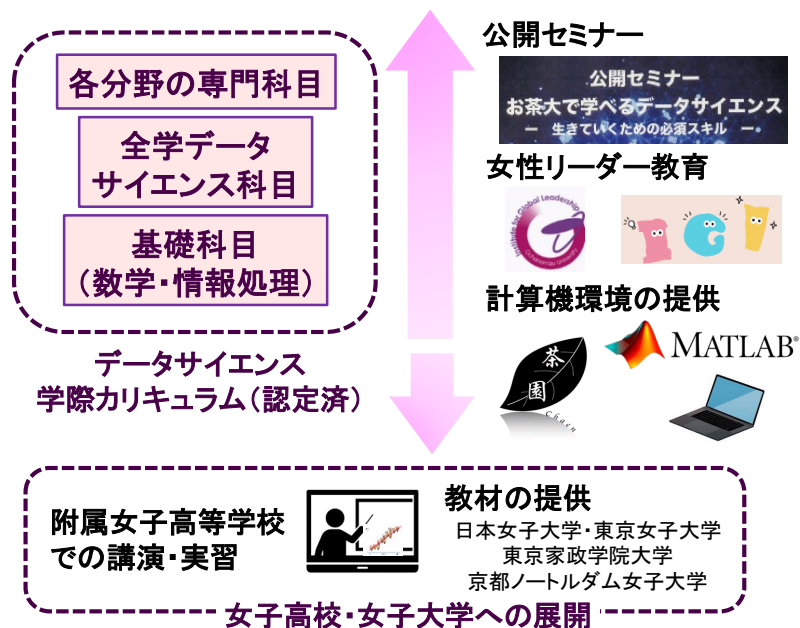 各分野の専門科目
全学データ
サイエンス科目
基礎科目
（数学・情報処理）
データサイエンス
学際カリキュラム（認定済）
公開セミナー
公開セミナー
お茶大で学べるデータサイエンス
ー 生きていくための必須スキル ー
女性リーダー教育
Institute for Global Leadership
Ochanomizu University
IGI
計算機環境の提供
茶園
Chaen
MATLAB®
附属女子高等学校
での講演・実習
教材の提供
日本女子大学・東京女子大学
東京家政学院大学
京都ノートルダム女子大学
女子高校・女子大学への展開